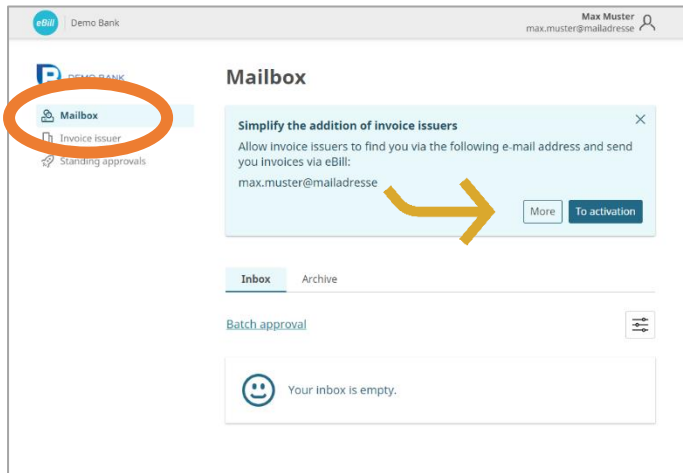 eBill Demo Bank
Max Muster
max.muster@mailadresse
DEMO BANK
Mailbox
Invoice issuer
Standing approvals
Mailbox
Simplify the addition of invoice issuers
Allow invoice issuers to find you via the following e-mail address and send
you invoices via eBill:
max.muster@mailadresse
More To activation
Inbox Archive
Batch approval
Your inbox is empty.